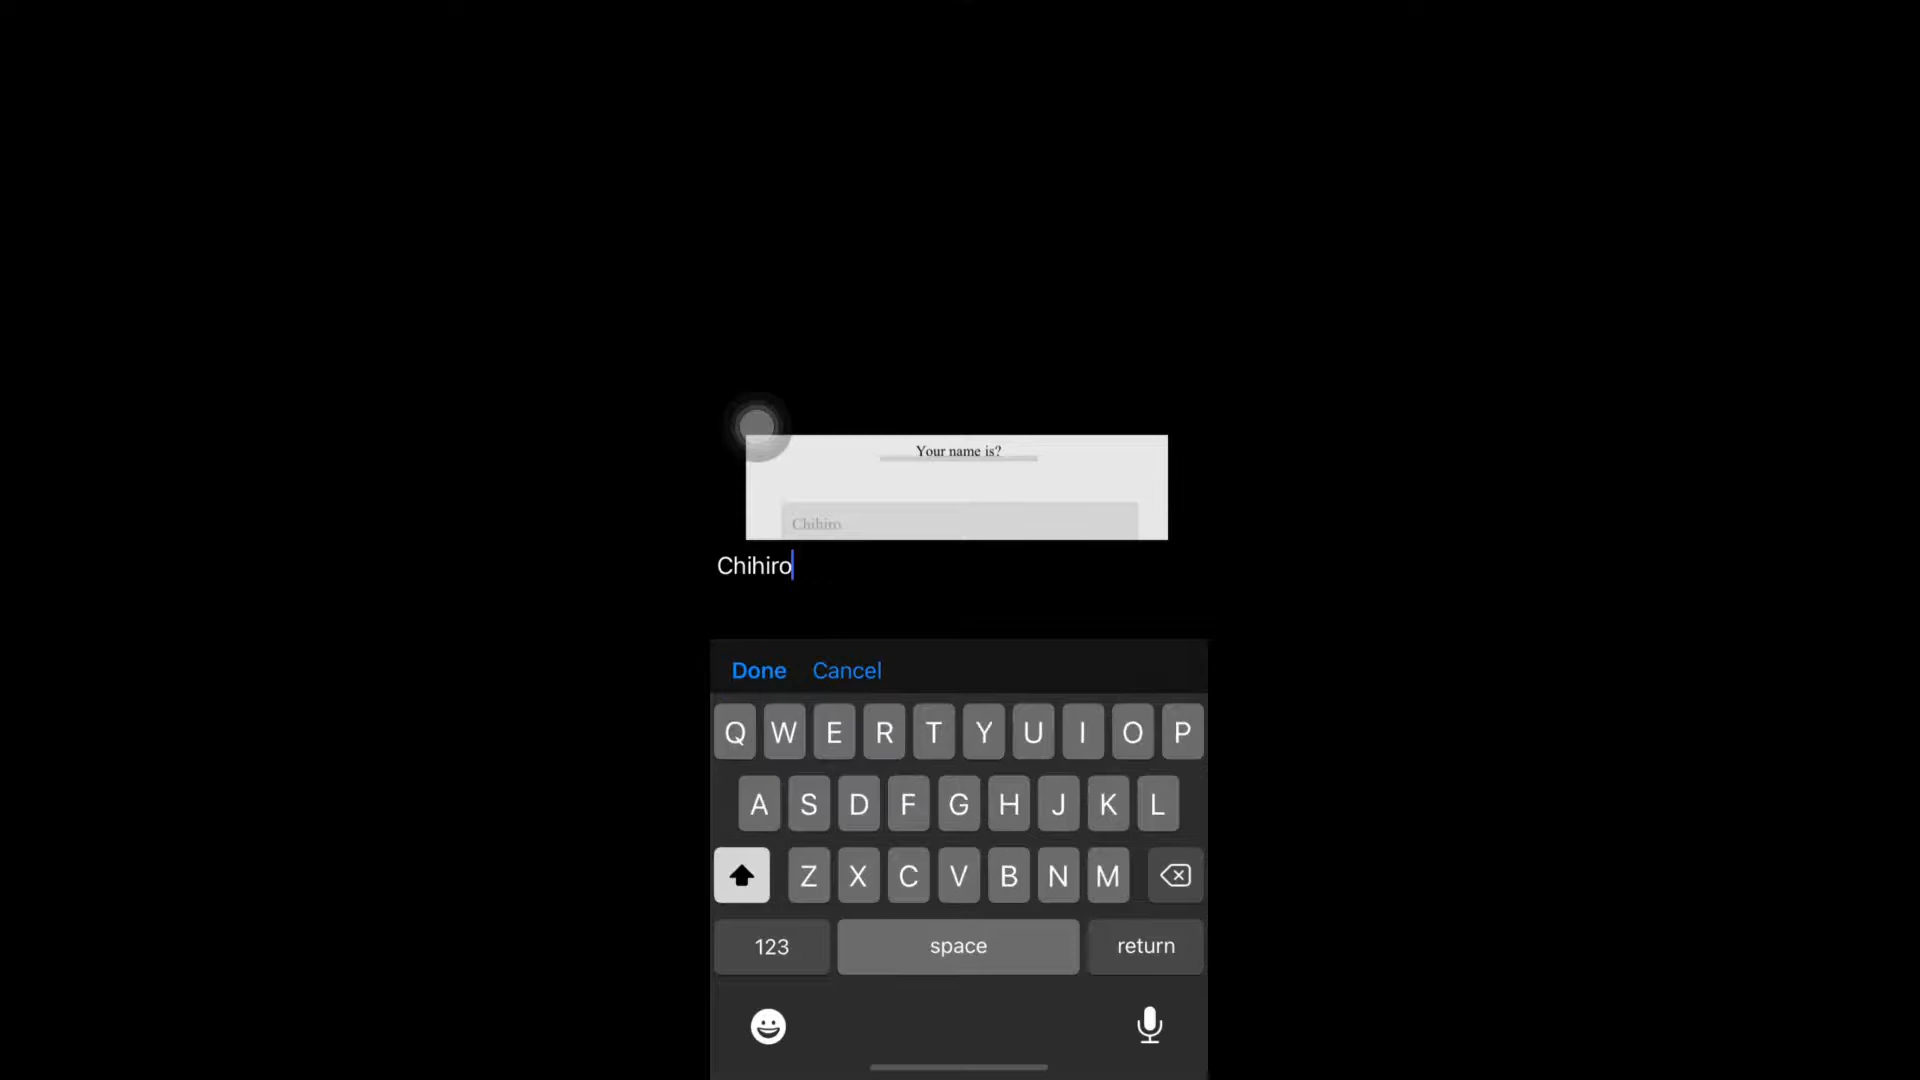 Your name is?
Chihiro
Chihiro
Done Cancel
Q W E R T Y U I O P
A S D F G H J K L
Z X C V B N M
123 space return